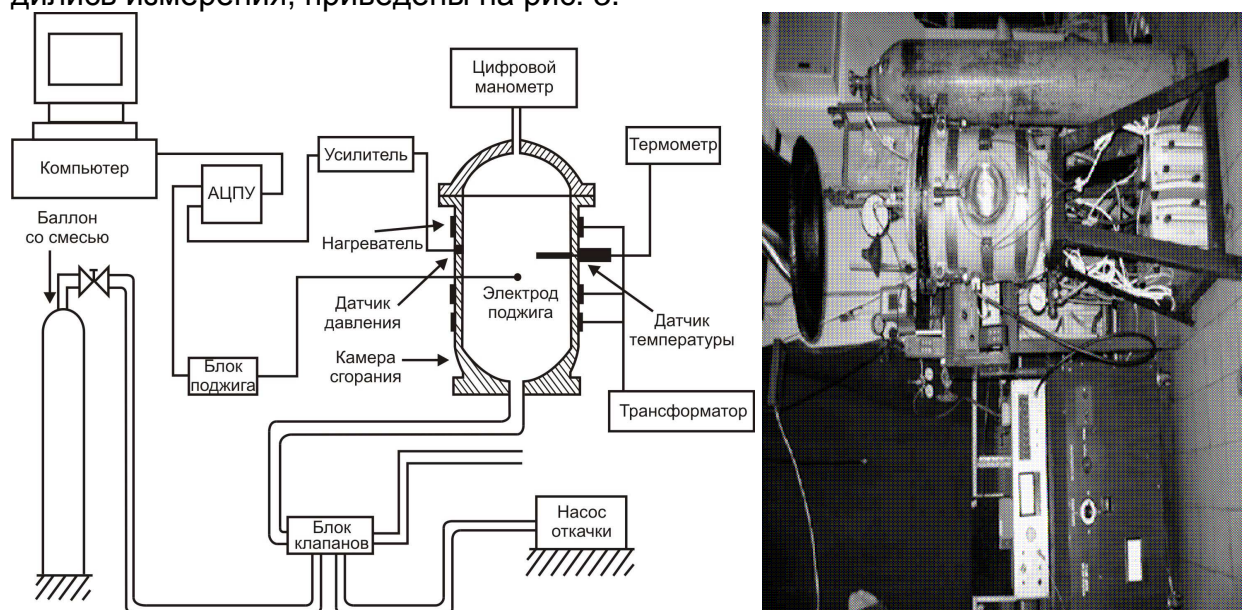 дились измерения, приведены на рис. 3.
Цифровой
манометр
Компьютер
АЦПУ
Усилитель
Термометр
Баллон
со смесью
Нагреватель
Датчик
давления
Электрод
поджига
Датчик
температуры
Блок
поджига
Камера
сгорания
Трансформатор
Блок
клапанов
Насос
откачки